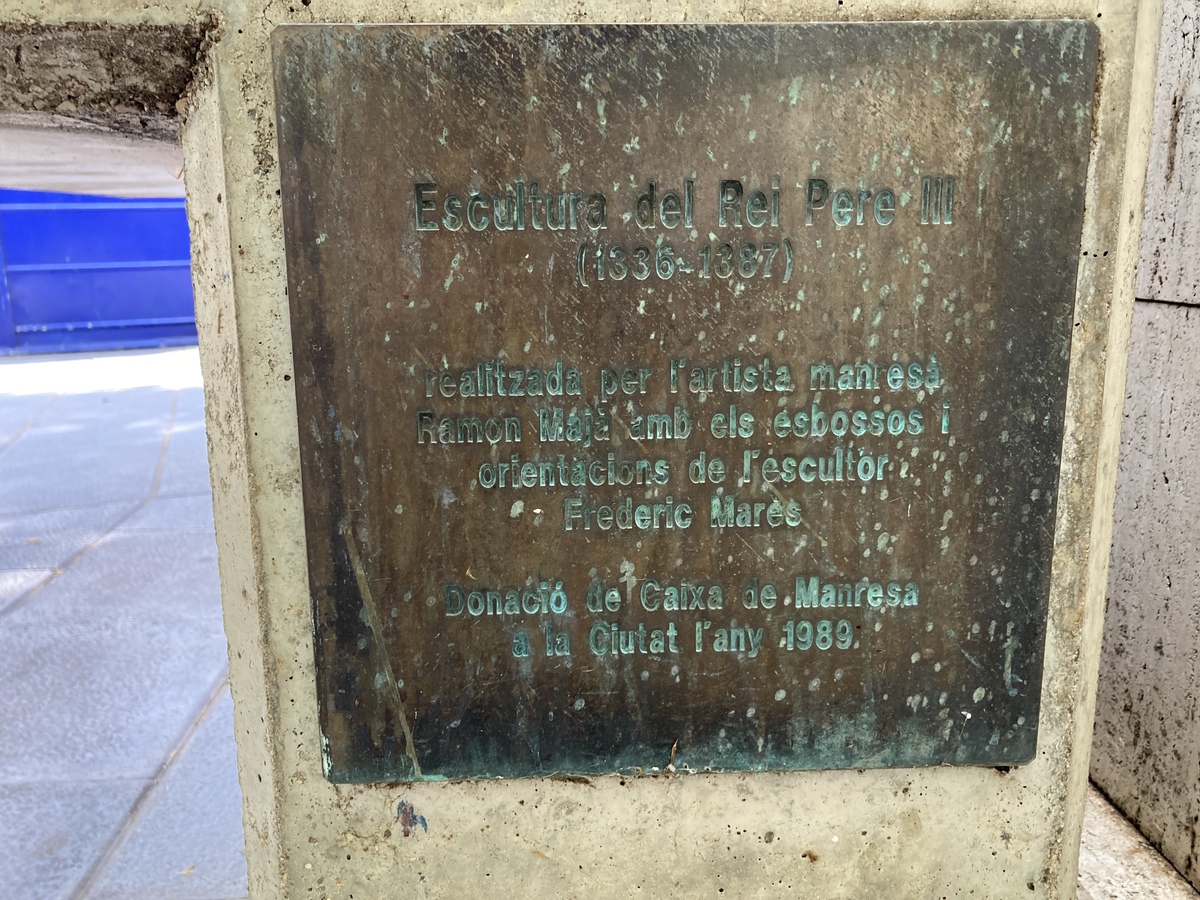 Escultura del Rei Pere III
(1336-1387)
realitzada per l'artista manresà
Ramon Majà amb els esbossos i
orientacions de l'escultor
Frederic Marès
Donació de Caixa de Manresa
a la Ciutat l'any 1989